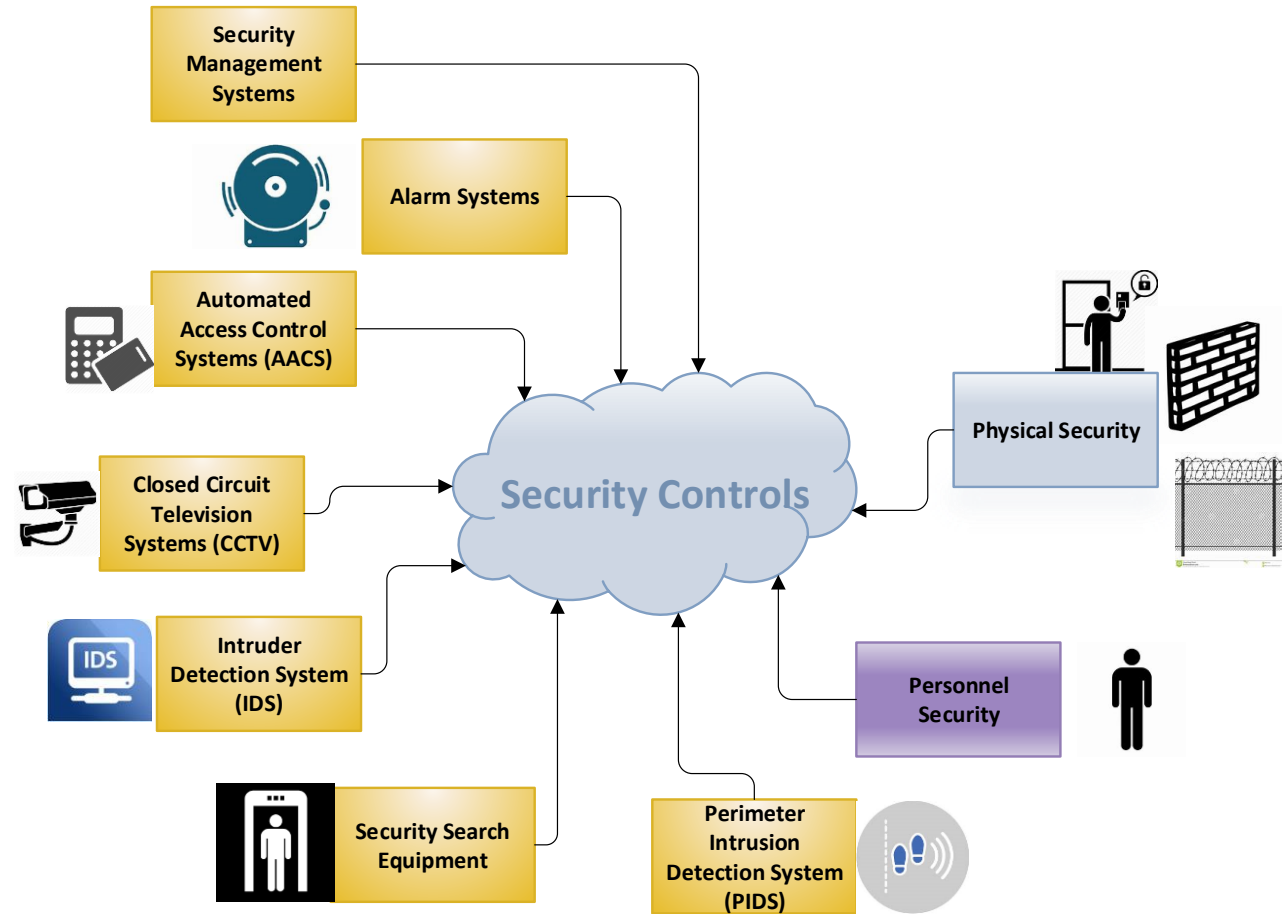 Security
Management
Systems
Alarm Systems
Automated
Access Control
Systems (AACS)
Closed Circuit
Television
Systems (CCTV)
IDS
Intruder
Detection System
(IDS)
Security Search
Equipment
Perimeter
Intrusion
Detection System
(PIDS)
Personnel
Security
Physical Security
Security Controls